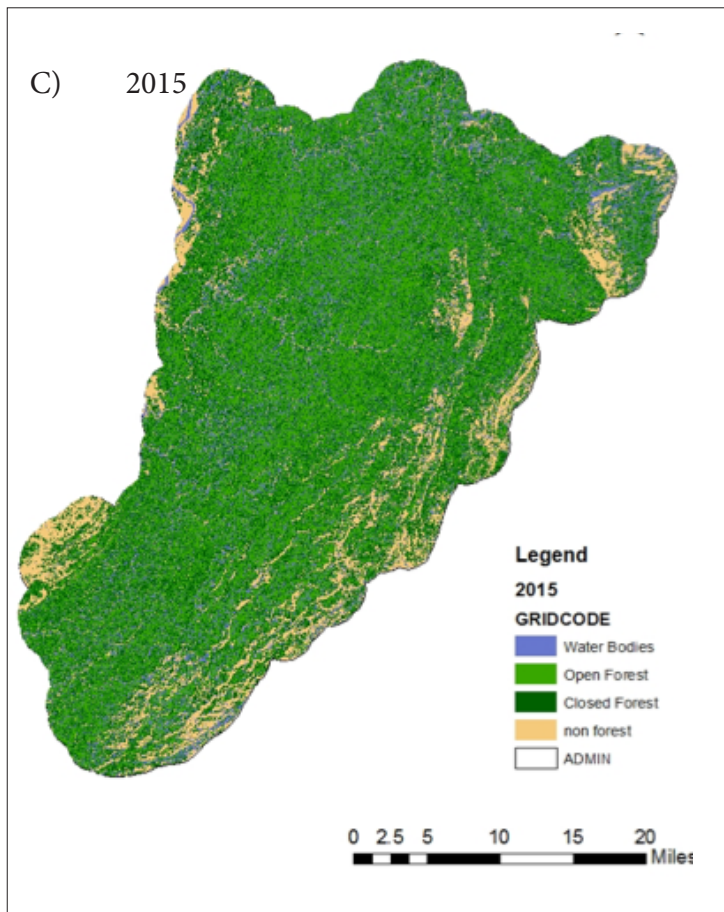 C) 2015
Legend
2015
GRIDCODE
Water Bodies
Open Forest
Closed Forest
non forest
ADMIN
0 2.5 5 10 15 20
Miles